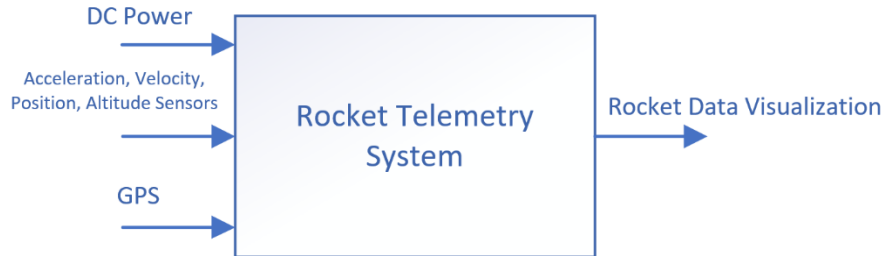 DC Power
Acceleration, Velocity,
Position, Altitude Sensors
GPS
Rocket Telemetry
System
Rocket Data Visualization